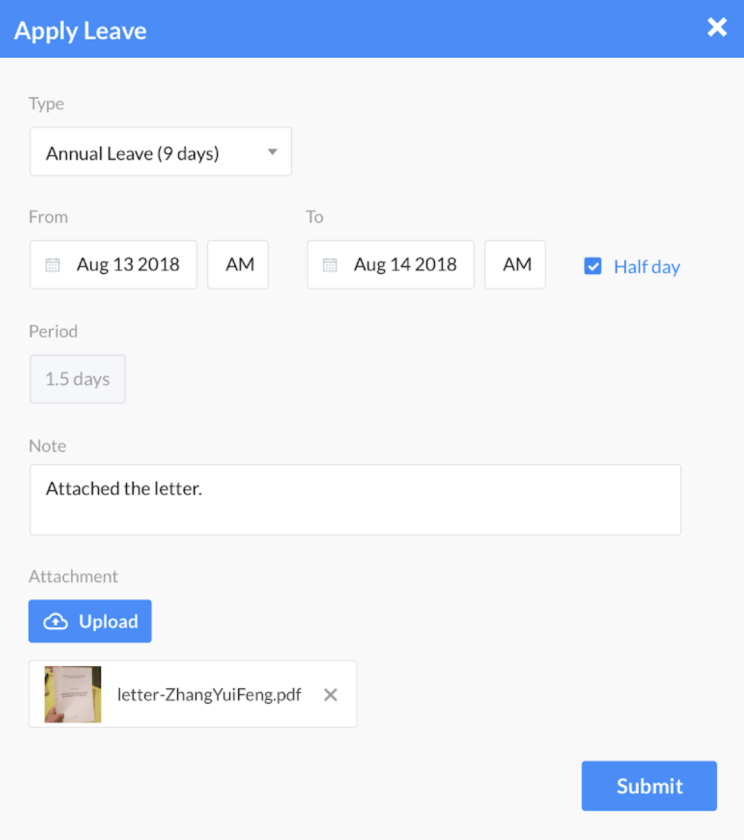 Apply Leave
Type
Annual Leave (9 days)
From To
Aug 13 2018 AM Aug 14 2018 AM Half day
Period
1.5 days
Note
Attached the letter.
Attachment
Upload
letter-ZhangYuiFeng.pdf
Submit